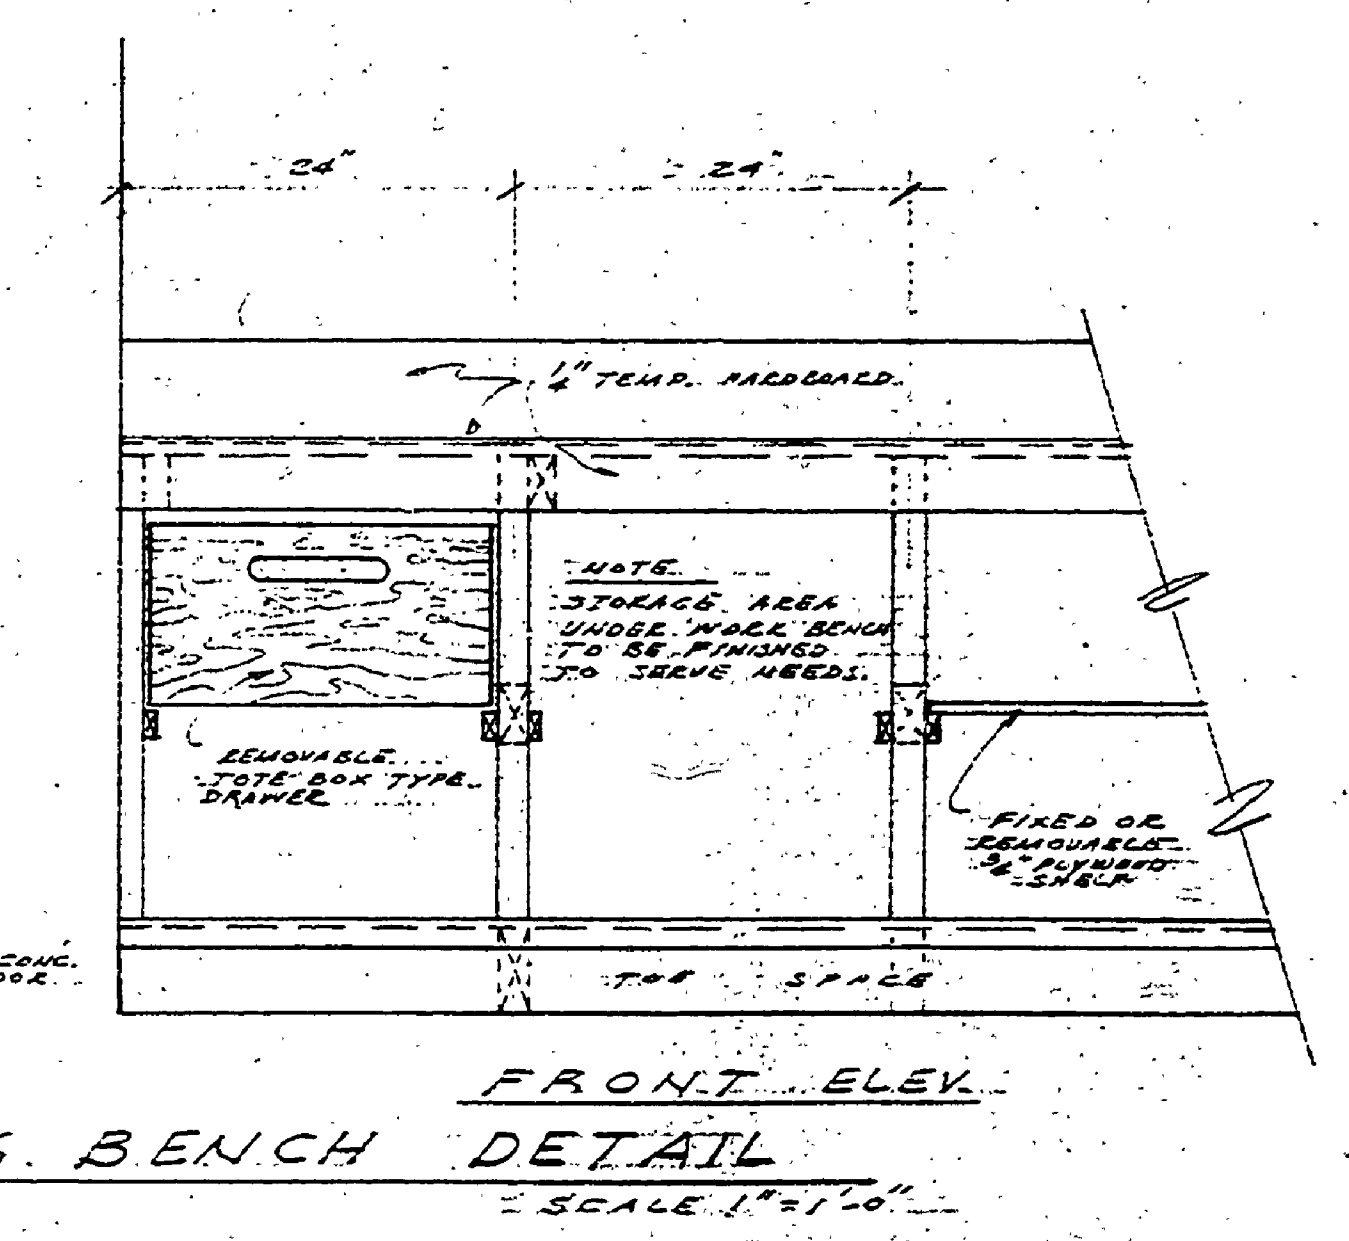 24" 24"
1/4" TEMP. HARDBOARD.
NOTE
STORAGE AREA
UNDER WORK BENCH
TO BE FINISHED
TO SERVE NEEDS.
REMOVABLE
TOTE BOX TYPE
DRAWER
FIXED OR
REMOVABLE
3/4" PLYWOOD
SHELF
CONC.
TOE SPACE
FRONT ELEV.
BENCH DETAIL
SCALE 1"=1'-0"